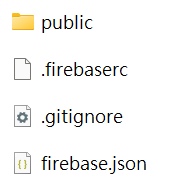 public
.firebaserc
.gitignore
firebase.json